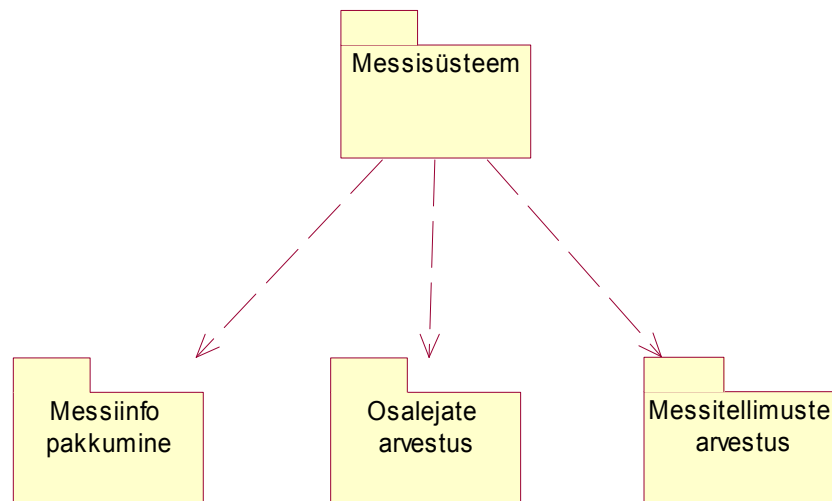 Messisüsteem
Messiinfo
pakkumine
Osalejate
arvestus
Messitellimuste
arvestus